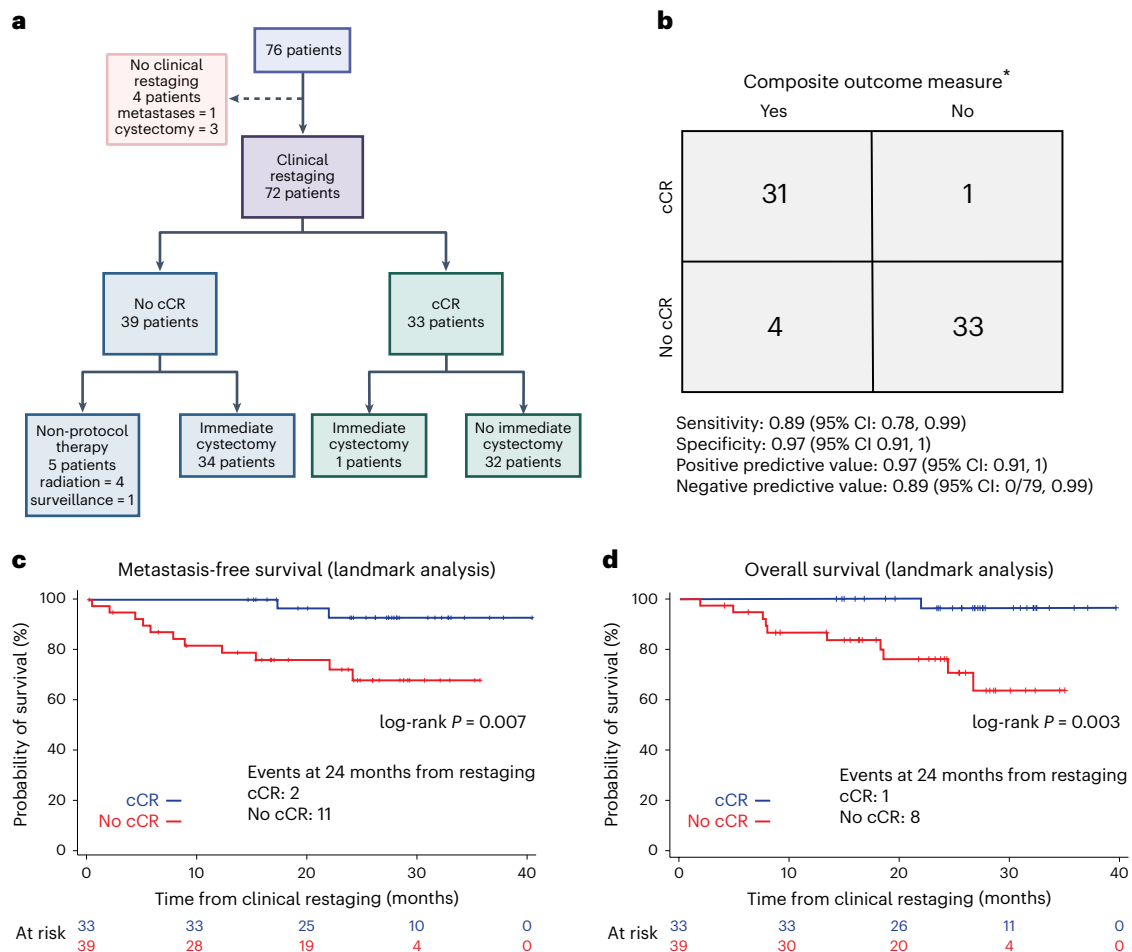 a
76 patients
No clinical
restaging
4 patients
metastases = 1
cystectomy = 3
Clinical
restaging
72 patients
No cCR
39 patients
cCR
33 patients
Non-protocol
therapy
5 patients
radiation = 4
surveillance = 1
Immediate
cystectomy
34 patients
Immediate
cystectomy
1 patients
No immediate
cystectomy
32 patients
b
Composite outcome measure*
Yes No
cCR 31 1
No cCR 4 33
Sensitivity: 0.89 (95% CI: 0.78, 0.99)
Specificity: 0.97 (95% CI 0.91, 1)
Positive predictive value: 0.97 (95% CI: 0.91, 1)
Negative predictive value: 0.89 (95% CI: 0/79, 0.99)
c
Metastasis-free survival (landmark analysis)
Probability of survival (%)
100
80
60
40
20
0
log-rank P = 0.007
Events at 24 months from restaging
cCR: 2
No cCR: 11
cCR
No cCR
0 10 20 30 40
Time from clinical restaging (months)
At risk
33 33 25 10 0
39 28 19 4 0
d
Overall survival (landmark analysis)
Probability of survival (%)
100
80
60
40
20
0
log-rank P = 0.003
Events at 24 months from restaging
cCR: 1
No cCR: 8
cCR
No cCR
0 10 20 30 40
Time from clinical restaging (months)
At risk
33 33 26 11 0
39 30 20 4 0